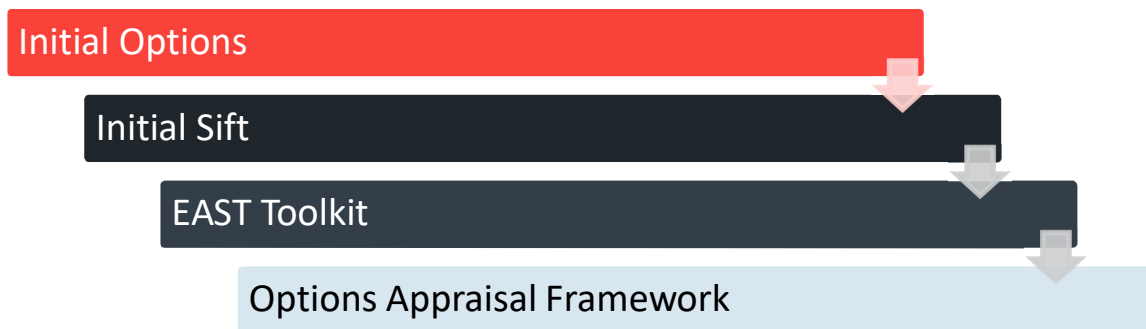 Initial Options
Initial Sift
EAST Toolkit
Options Appraisal Framework